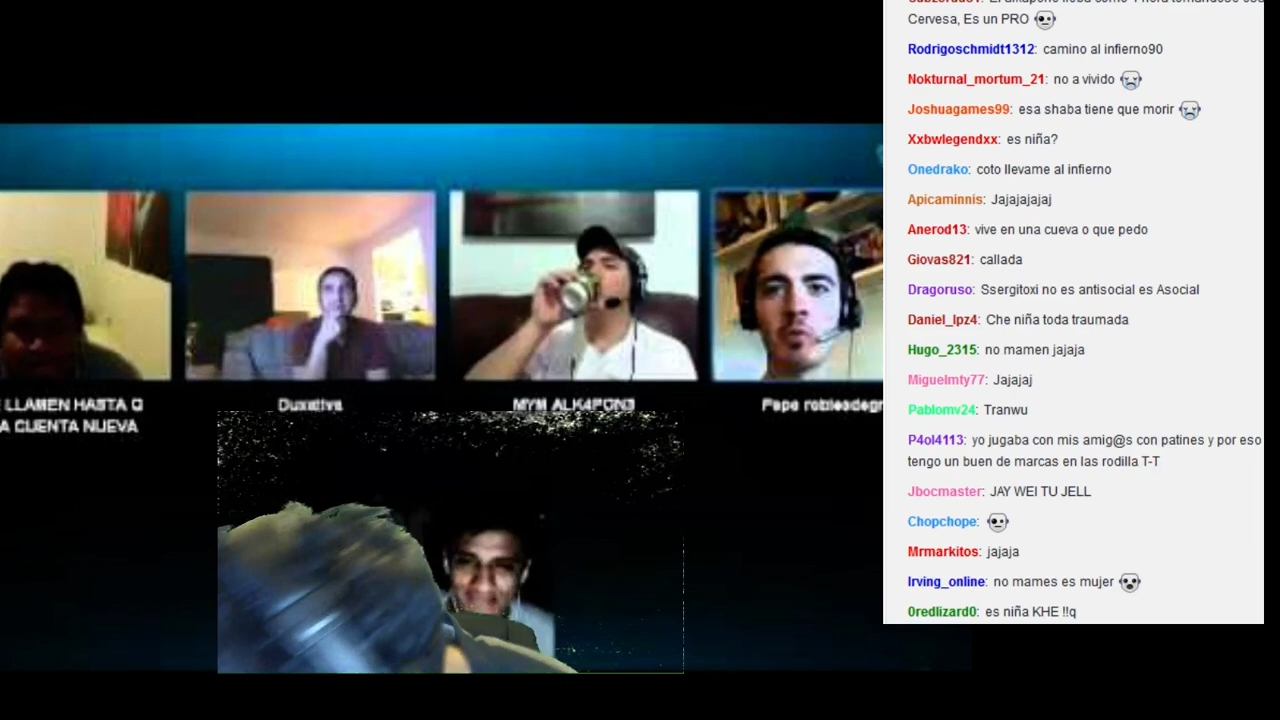 LLAMEN HASTA Q
A CUENTA NUEVA
Duxativa
MYM ALK4PON3
Pepe roblesdegr
Cervesa, Es un PRO
Rodrigoschmidt1312: camino al infierno90
Nokturnal_mortum_21: no a vivido
Joshuagames99: esa shaba tiene que morir
Xxbwlegendxx: es niña?
Onedrako: coto llevame al infierno
Apicaminnis: Jajajajajaj
Anerod13: vive en una cueva o que pedo
Giovas821: callada
Dragoruso: Ssergitoxi no es antisocial es Asocial
Daniel_lpz4: Che niña toda traumada
Hugo_2315: no mamen jajaja
Miguelmty77: Jajajaj
Pablomv24: Tranwu
P4ol4113: yo jugaba con mis amig@s con patines y por eso
tengo un buen de marcas en las rodilla T-T
Jbocmaster: JAY WEI TU JELL
Chopchope:
Mrmarkitos: jajaja
Irving_online: no mames es mujer
0redlizard0: es niña KHE !!q